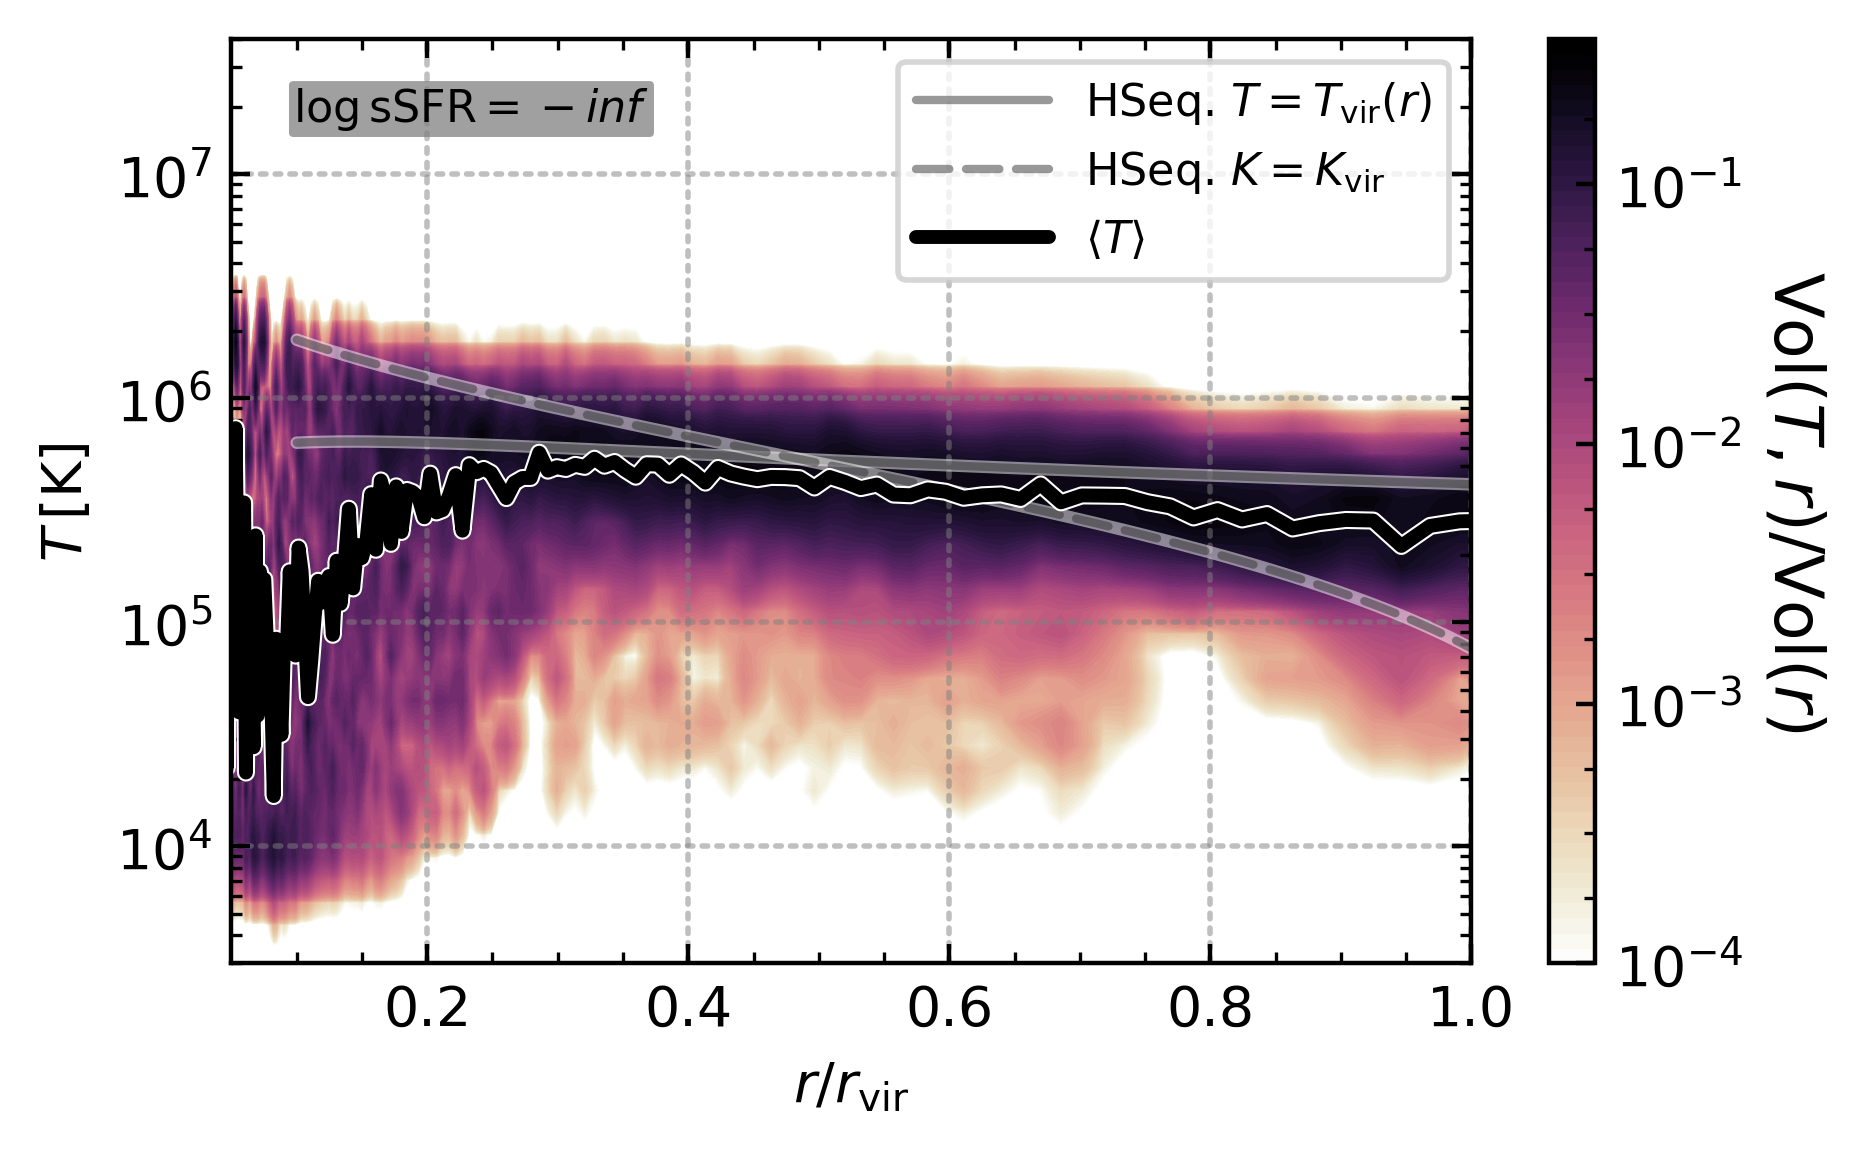 log sSFR = −inf
HSeq. T = T_vir(r)
HSeq. K = K_vir
⟨T⟩
10^7
10^6
10^5
10^4
T [K]
0.2 0.4 0.6 0.8 1.0
r/r_vir
10^−1
10^−2
10^−3
10^−4
Vol(T, r)/Vol(r)